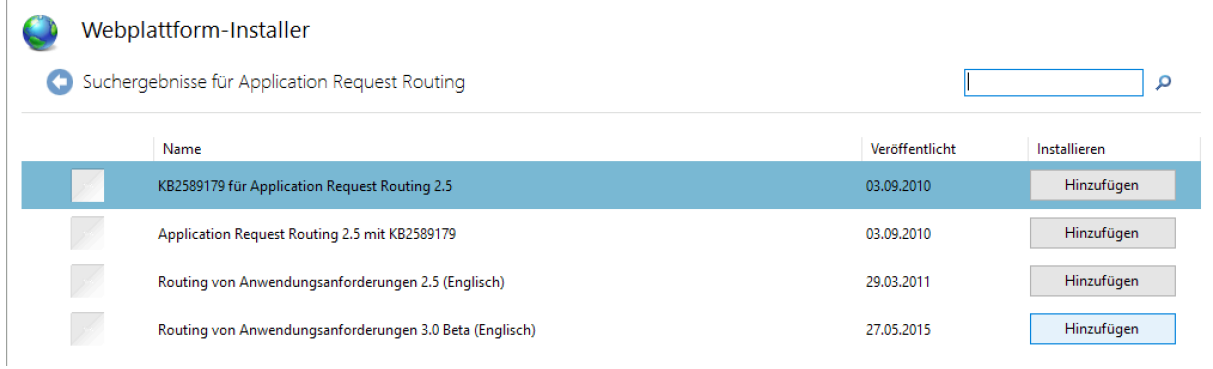 Webplattform-Installer
Suchergebnisse für Application Request Routing
Name Veröffentlicht Installieren
KB2589179 für Application Request Routing 2.5 03.09.2010 Hinzufügen
Application Request Routing 2.5 mit KB2589179 03.09.2010 Hinzufügen
Routing von Anwendungsanforderungen 2.5 (Englisch) 29.03.2011 Hinzufügen
Routing von Anwendungsanforderungen 3.0 Beta (Englisch) 27.05.2015 Hinzufügen